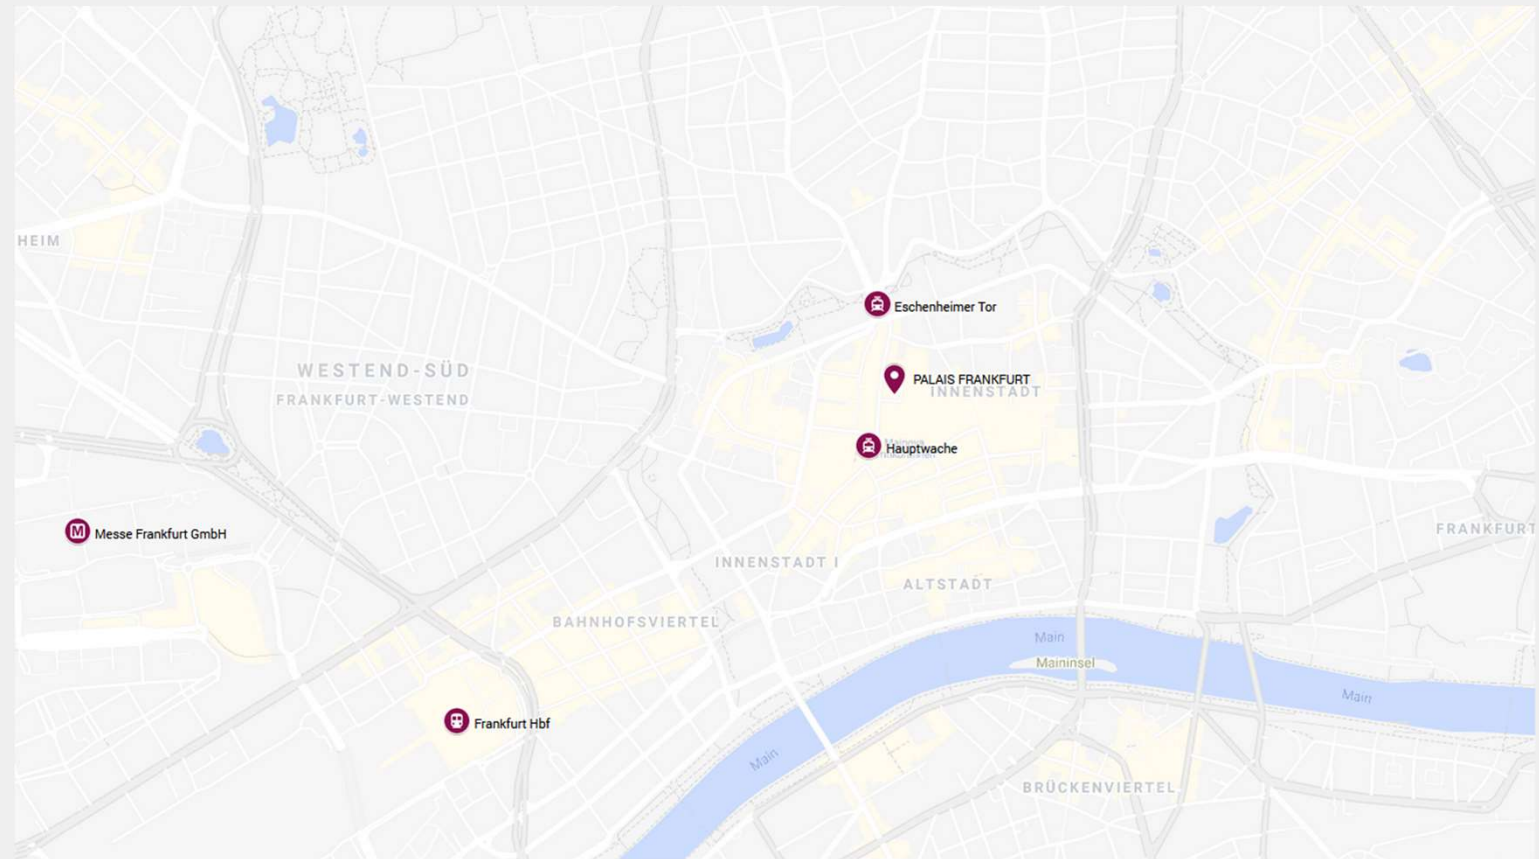 HEIM
Eschenheimer Tor
WESTEND-SÜD
FRANKFURT-WESTEND
PALAIS FRANKFURT
INNENSTADT
Hauptwache
M Messe Frankfurt GmbH
FRANKFURT
INNENSTADT I
ALTSTADT
BAHNHOFSVIERTEL
Main
Maininsel
Main
Frankfurt Hbf
Main
BRÜCKENVIERTEL